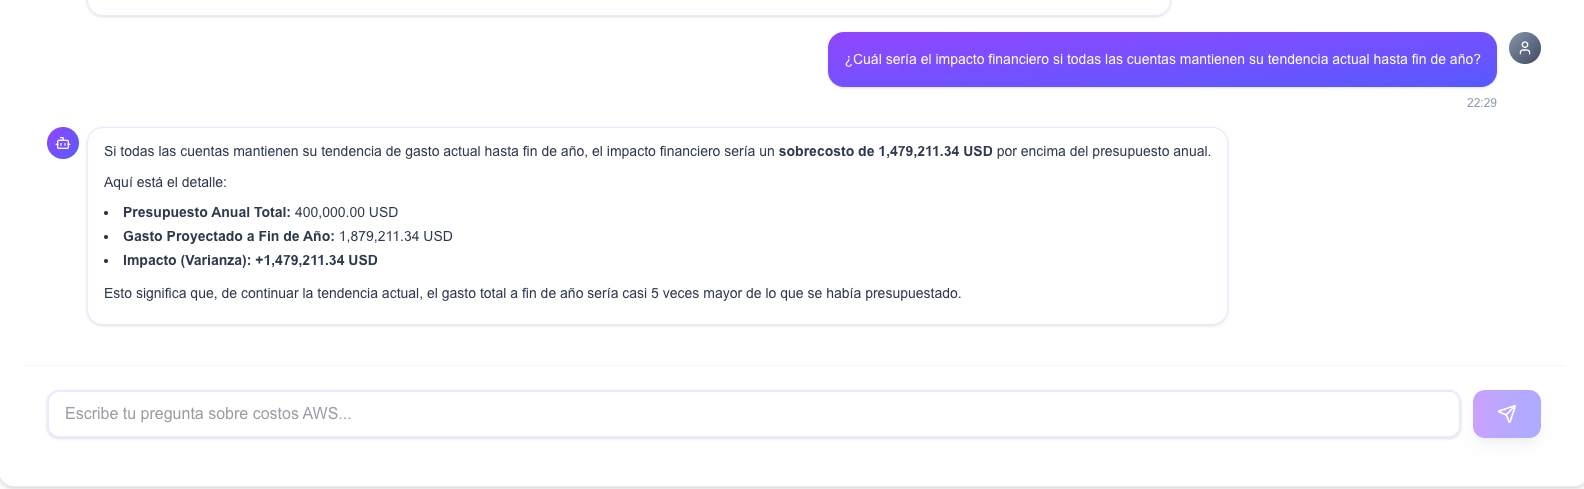 ¿Cuál sería el impacto financiero si todas las cuentas mantienen su tendencia actual hasta fin de año?
22:29
Si todas las cuentas mantienen su tendencia de gasto actual hasta fin de año, el impacto financiero sería un sobrecosto de 1,479,211.34 USD por encima del presupuesto anual.
Aquí está el detalle:
• Presupuesto Anual Total: 400,000.00 USD
• Gasto Proyectado a Fin de Año: 1,879,211.34 USD
• Impacto (Varianza): +1,479,211.34 USD
Esto significa que, de continuar la tendencia actual, el gasto total a fin de año sería casi 5 veces mayor de lo que se había presupuestado.
Escribe tu pregunta sobre costos AWS...